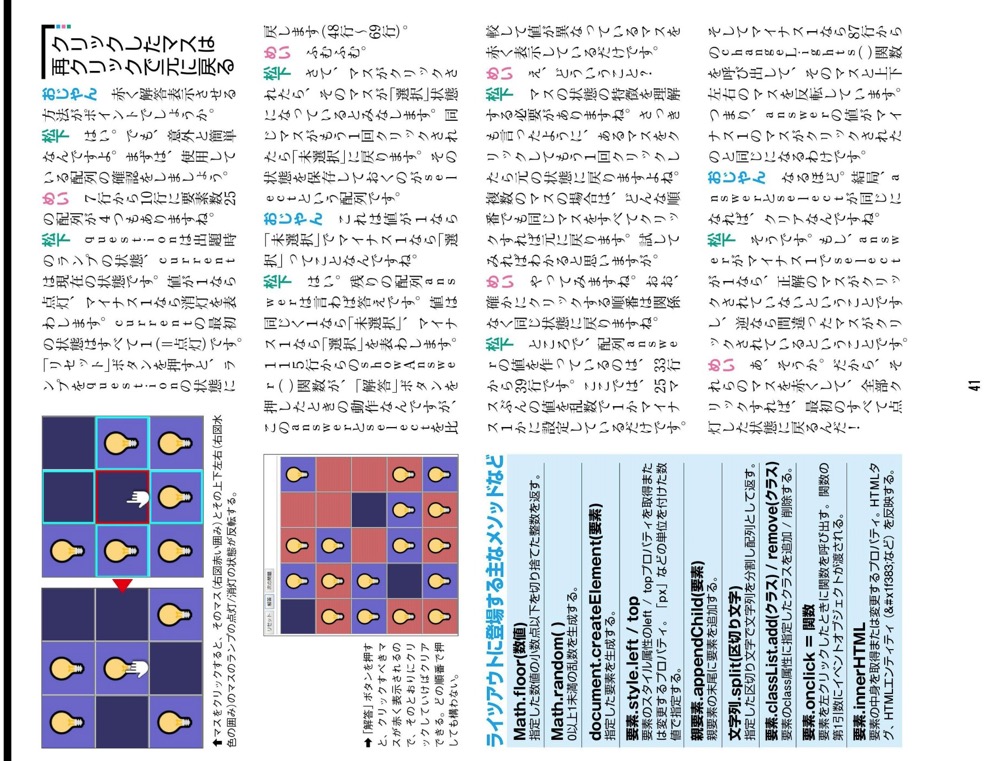 クリックしたマスは
再クリックで元に戻る
おじゃん 赤く解答表示させる
方法がポイントでしょうか。
松下 はい。でも、意外と簡単
なんですよ。まずは、使用して
いる配列の確認をしましょう。
めい 7行から10行に要素数25
の配列が4つもありますね。
松下 questionは出題時
のランプの状態、current
は現在の状態です。値が1なら
点灯、マイナス1なら消灯を表
わします。currentの最初
の状態はすべて1(＝点灯)です。
「リセット」ボタンを押すと、ラン
プをquestionの状態に
戻します(48行～69行)。
めい ふむふむ。
松下 さて、マスがクリックさ
れたら、そのマスが「選択」状態
になっているとみなします。同
じマスがもう1回クリックされ
たら「未選択」に戻ります。その
状態を保存しておくのがsel
ectという配列です。
おじゃん これは値が1なら
「未選択」でマイナス1なら「選
択」ってことなんですね。
松下 はい。残りの配列ans
werは言わば答えです。値は
同じく1なら「未選択」、マイナ
ス1なら「選択」を表わします。
115行からのshowAnswe
r()関数が、「解答」ボタンを
押したときの動作なんですが、
このanswerとselectを比
較して値が異なっているマスを
赤く表示しているだけです。
めい え、どういうこと？
松下 マスの状態の特徴を理解
する必要がありますね。さっき
も言ったように、あるマスをク
リックしてもう1回クリックし
たら元の状態に戻りますよね。
複数のマスの場合は、どんな順
番でも同じマスをすべてクリッ
クすれば元に戻ります。試して
みればわかると思いますが。
めい やってみますね。おお、
確かにクリックする順番は関係
なく同じ状態に戻りますね。
松下 ところで、配列answe
rの値を作っているのは、33行
から39行です。ここでは、25マ
スぶんの値を乱数で1かマイナ
ス1かに設定しているだけです。
そしてマイナス1なら87行から
のchangeLights()関数
を呼び出して、そのマスと上下
左右のマスを反転しています。
つまり、answerの値がマイ
ナス1のマスがクリックされた
のと同じになるわけです。
おじゃん なるほど。結局、a
nswerとselectが同じに
なれば、クリアなんですね。
松下 そうです。もし、answ
erがマイナス1でselect
が1なら、正解のマスがクリッ
クされていないということです
し、逆なら間違ったマスがクリッ
クされているということです。
めい あ、そうか。だから、そ
れらのマスを赤くして、全部ク
リックすれば、最初のすべて点
灯した状態に戻るんだ！
⬆マスをクリックすると、そのマス(右図赤い囲み)とその上下左右(右図水
色の囲み)のマスのランプの点灯/消灯の状態が反転する。
リセット 解答 次の問題
➡「解答」ボタンを押す
と、クリックすべきマ
スが赤く表示されるの
で、そのとおりにクリ
ックしていけばクリア
できる。どの順番で押
しても構わない。
ライツアウトに登場する主なメソッドなど
Math.floor(数値)
指定した数値の小数点以下を切り捨てた整数を返す。
Math.random( )
0以上1未満の乱数を生成する。
document.createElement(要素)
指定した要素を生成する。
要素.style.left / top
要素のスタイル属性のleft / topプロパティを取得また
は変更するプロパティ。「px」などの単位を付けた数
値で指定する。
親要素.appendChild(要素)
親要素の末尾に要素を追加する。
文字列.split(区切り文字)
指定した区切り文字で文字列を分割し配列として返す。
要素.classList.add(クラス) / remove(クラス)
要素のclass属性に指定したクラスを追加 / 削除する。
要素.onclick = 関数
要素を左クリックしたときに関数を呼び出す。関数の
第1引数にイベントオブジェクトが渡される。
要素.innerHTML
要素の中身を取得または変更するプロパティ。HTMLタ
グ、HTMLエンティティ(&#x1f383;など)を反映する。
41